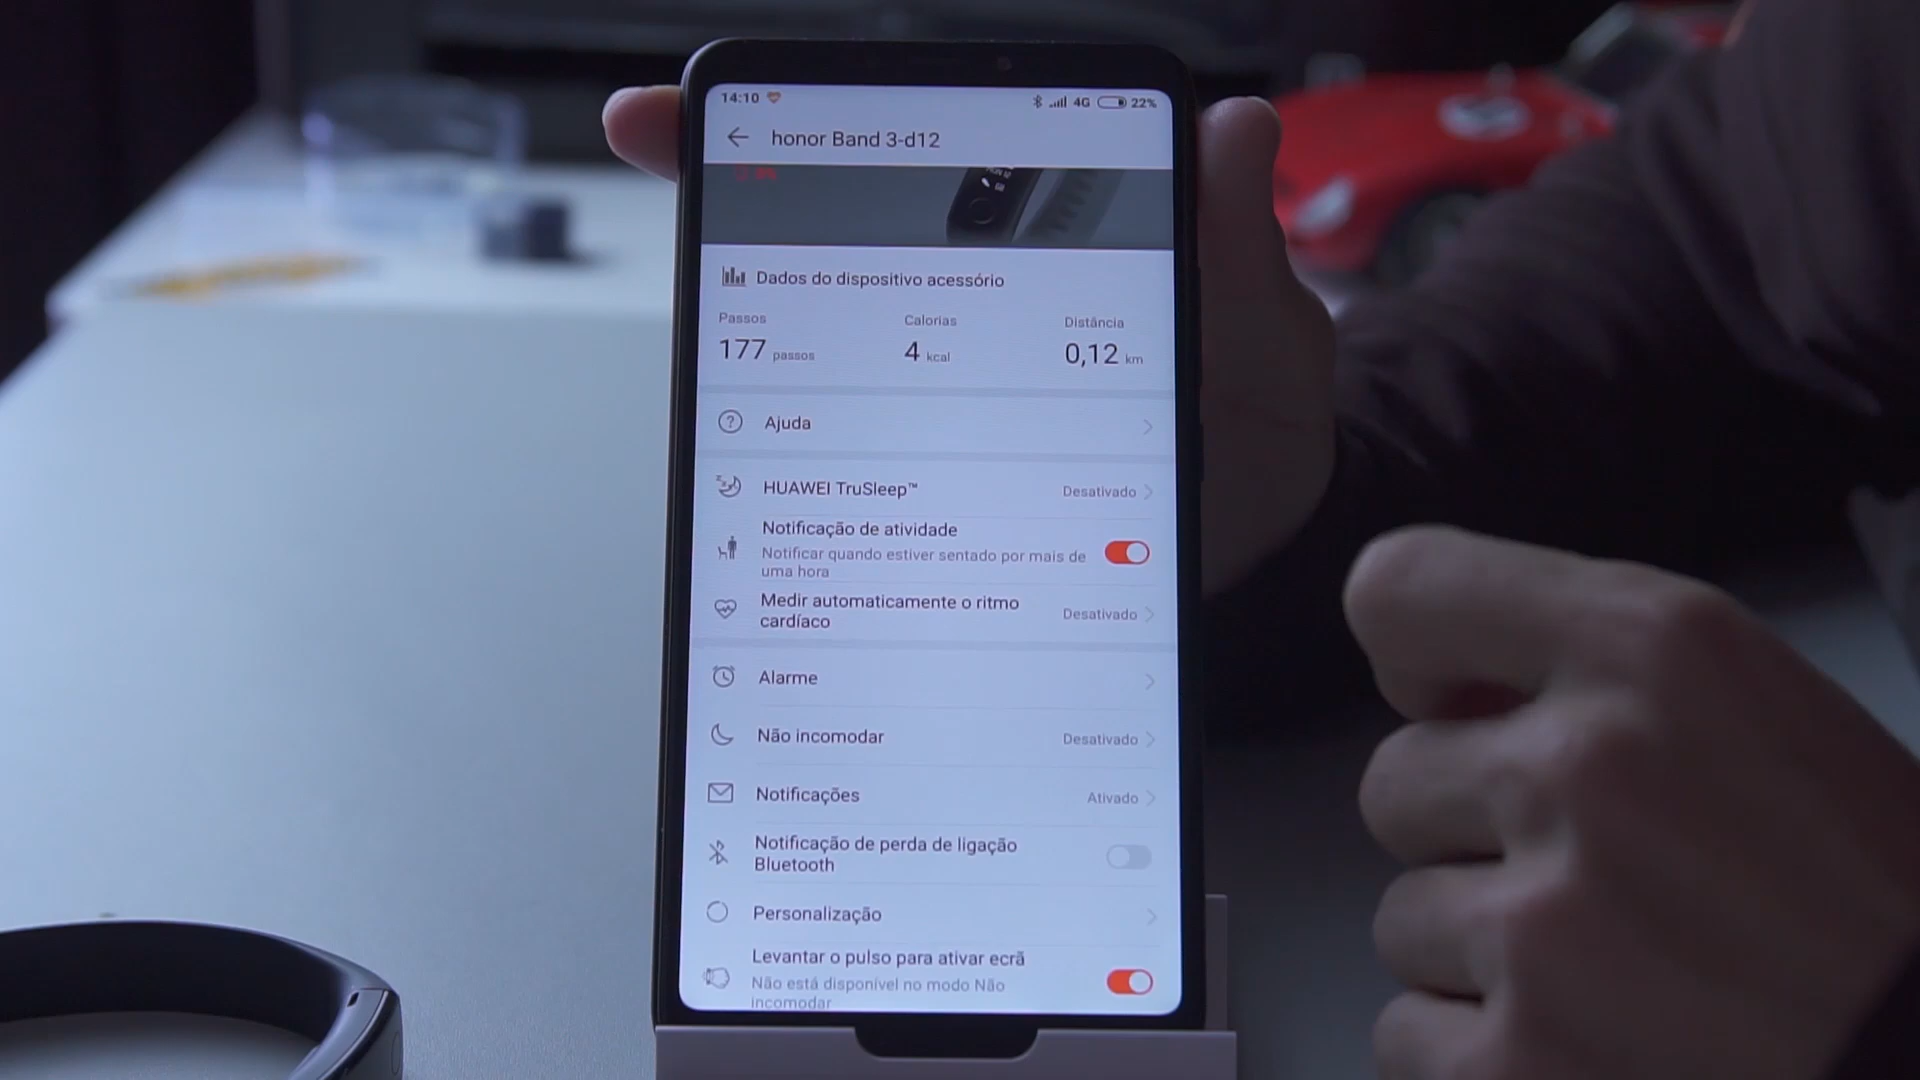 14:10
4G 22%
honor Band 3-d12
Dados do dispositivo acessório
Passos Calorias Distância
177 passos 4 kcal 0,12 km
Ajuda
HUAWEI TruSleep™ Desativado
Notificação de atividade
Notificar quando estiver sentado por mais de
uma hora
Medir automaticamente o ritmo
cardíaco
Desativado
Alarme
Não incomodar Desativado
Notificações Ativado
Notificação de perda de ligação
Bluetooth
Personalização
Levantar o pulso para ativar ecrã
Não está disponível no modo Não
incomodar